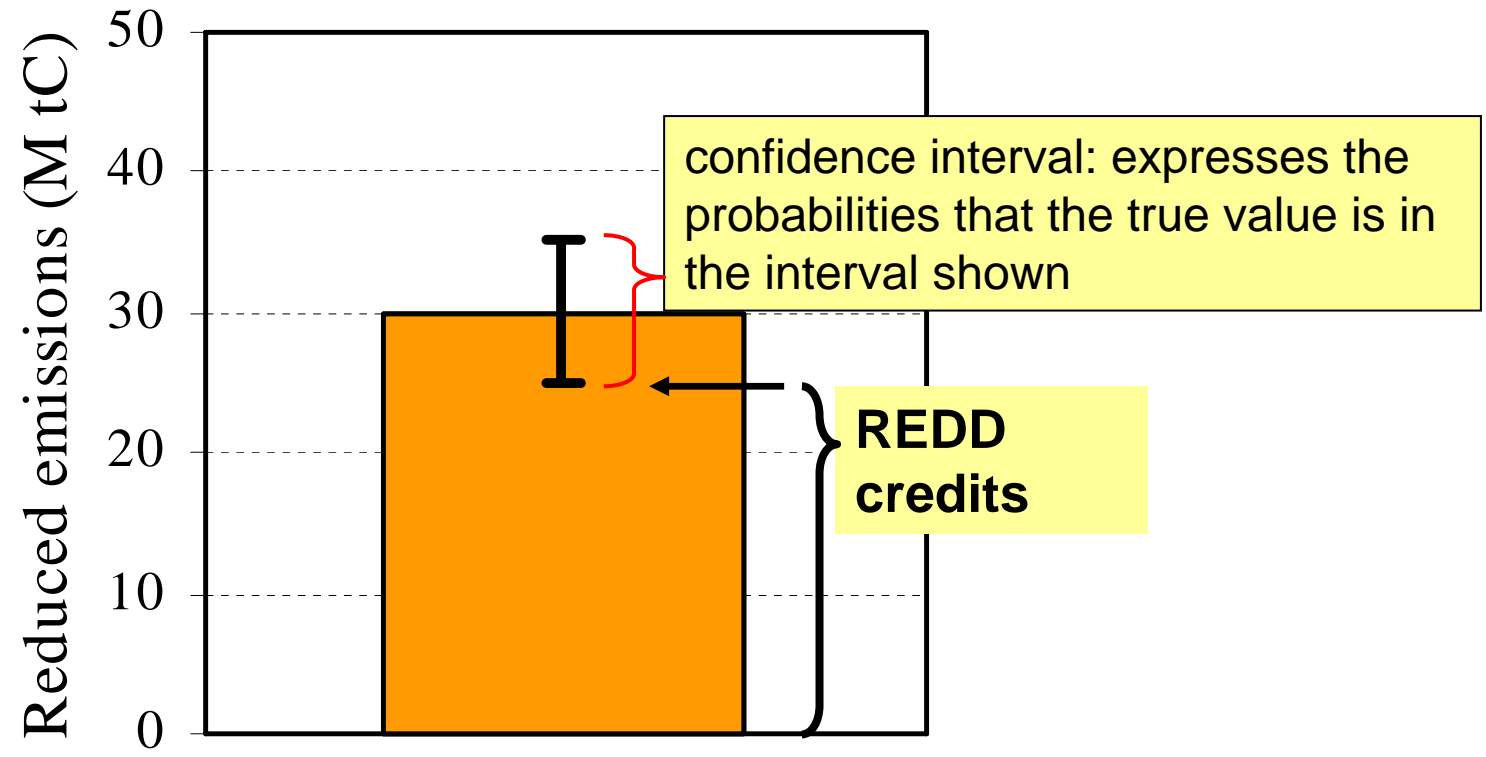 Reduced emissions (M tC)
50
40
30
20
10
0
confidence interval: expresses the
probabilities that the true value is in
the interval shown
REDD
credits